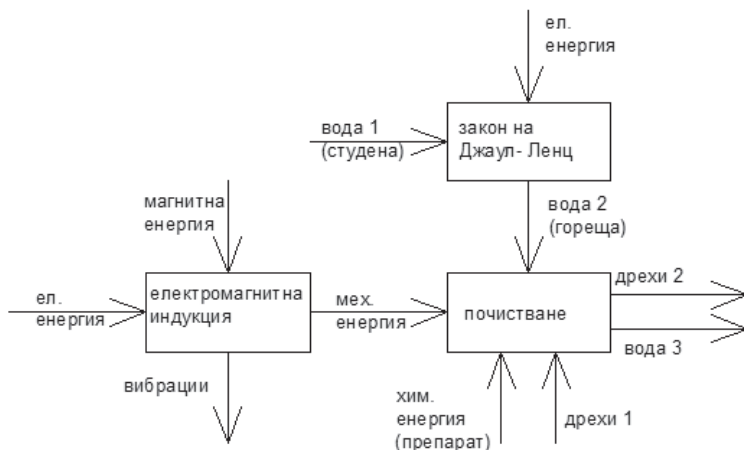 ел.
енергия
вода 1
(студена)
закон на
Джаул- Ленц
магнитна
енергия
вода 2
(гореща)
ел.
енергия
електромагнитна
индукция
мех.
енергия
почистване
дрехи 2
вода 3
вибрации
хим.
енергия
(препарат)
дрехи 1